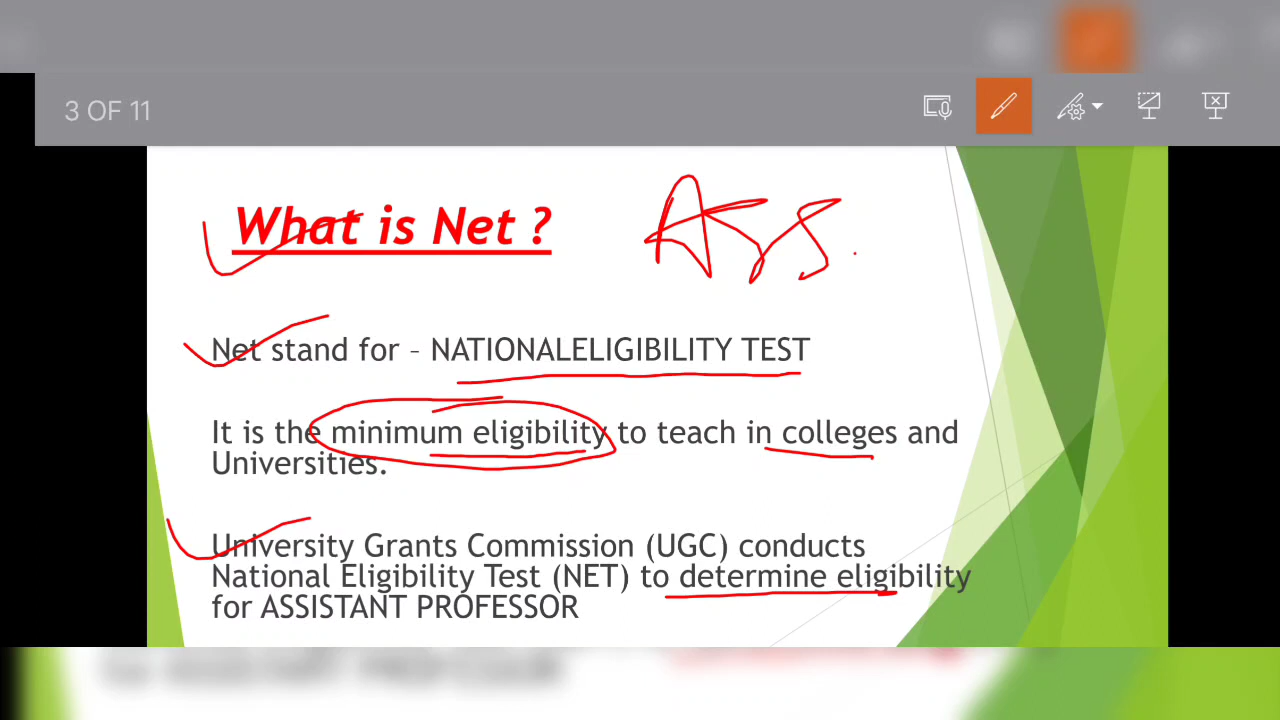 3 OF 11
What is Net ?
Ass.
Net stand for – NATIONALELIGIBILITY TEST
It is the minimum eligibility to teach in colleges and
Universities.
University Grants Commission (UGC) conducts
National Eligibility Test (NET) to determine eligibility
for ASSISTANT PROFESSOR